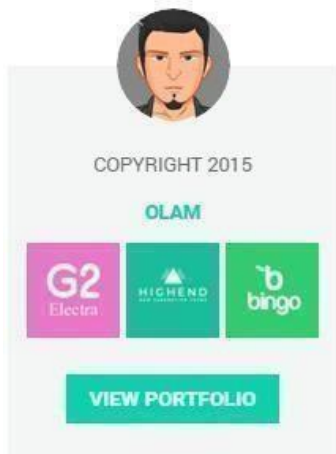 COPYRIGHT 2015
OLAM
G2
Electra
HIGHEND
bingo
VIEW PORTFOLIO